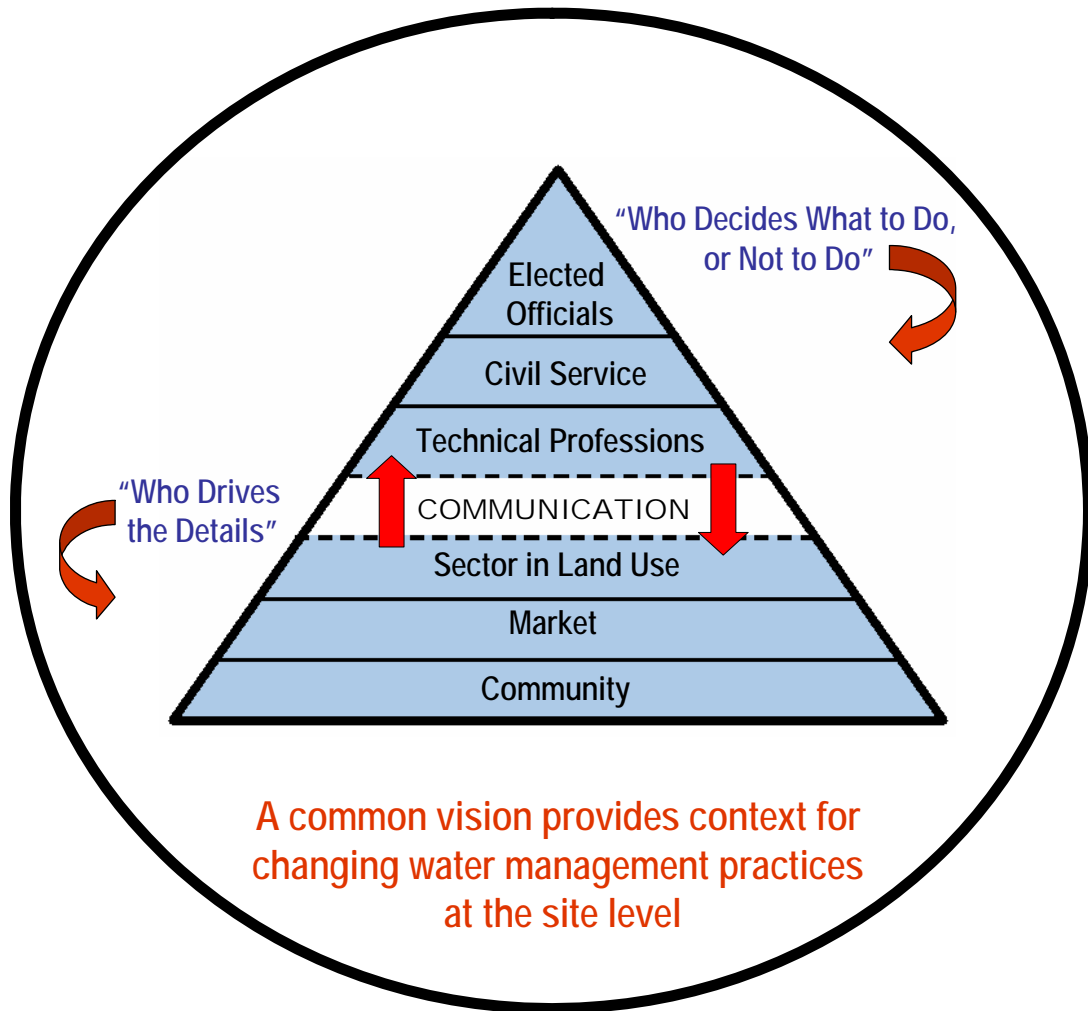 “Who Decides What to Do,
or Not to Do”
Elected
Officials
Civil Service
Technical Professions
“Who Drives
the Details”
COMMUNICATION
Sector in Land Use
Market
Community
A common vision provides context for
changing water management practices
at the site level